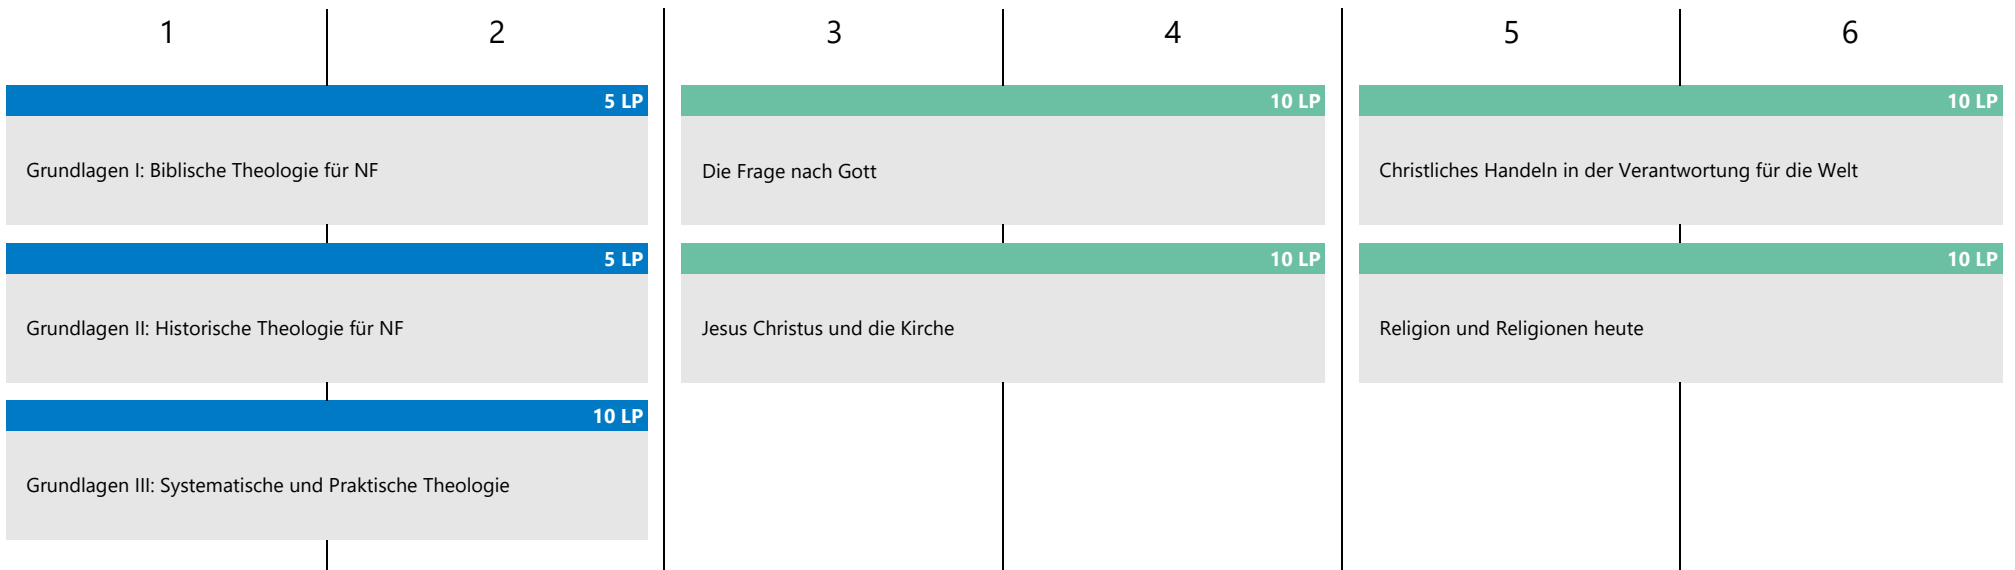 1
2
3
4
5
6
5 LP
10 LP
10 LP
Grundlagen I: Biblische Theologie für NF
Die Frage nach Gott
Christliches Handeln in der Verantwortung für die Welt
5 LP
10 LP
10 LP
Grundlagen II: Historische Theologie für NF
Jesus Christus und die Kirche
Religion und Religionen heute
10 LP
Grundlagen III: Systematische und Praktische Theologie